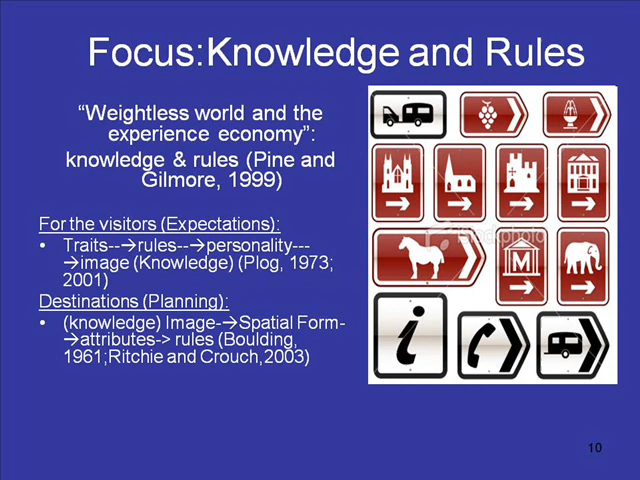 Focus:Knowledge and Rules
“Weightless world and the
experience economy”:
knowledge & rules (Pine and
Gilmore, 1999)
For the visitors (Expectations):
• Traits--→rules--→personality---
→image (Knowledge) (Plog, 1973;
2001)
Destinations (Planning):
• (knowledge) Image-→Spatial Form-
→attributes-> rules (Boulding,
1961;Ritchie and Crouch,2003)
iStockphoto
M
i
10